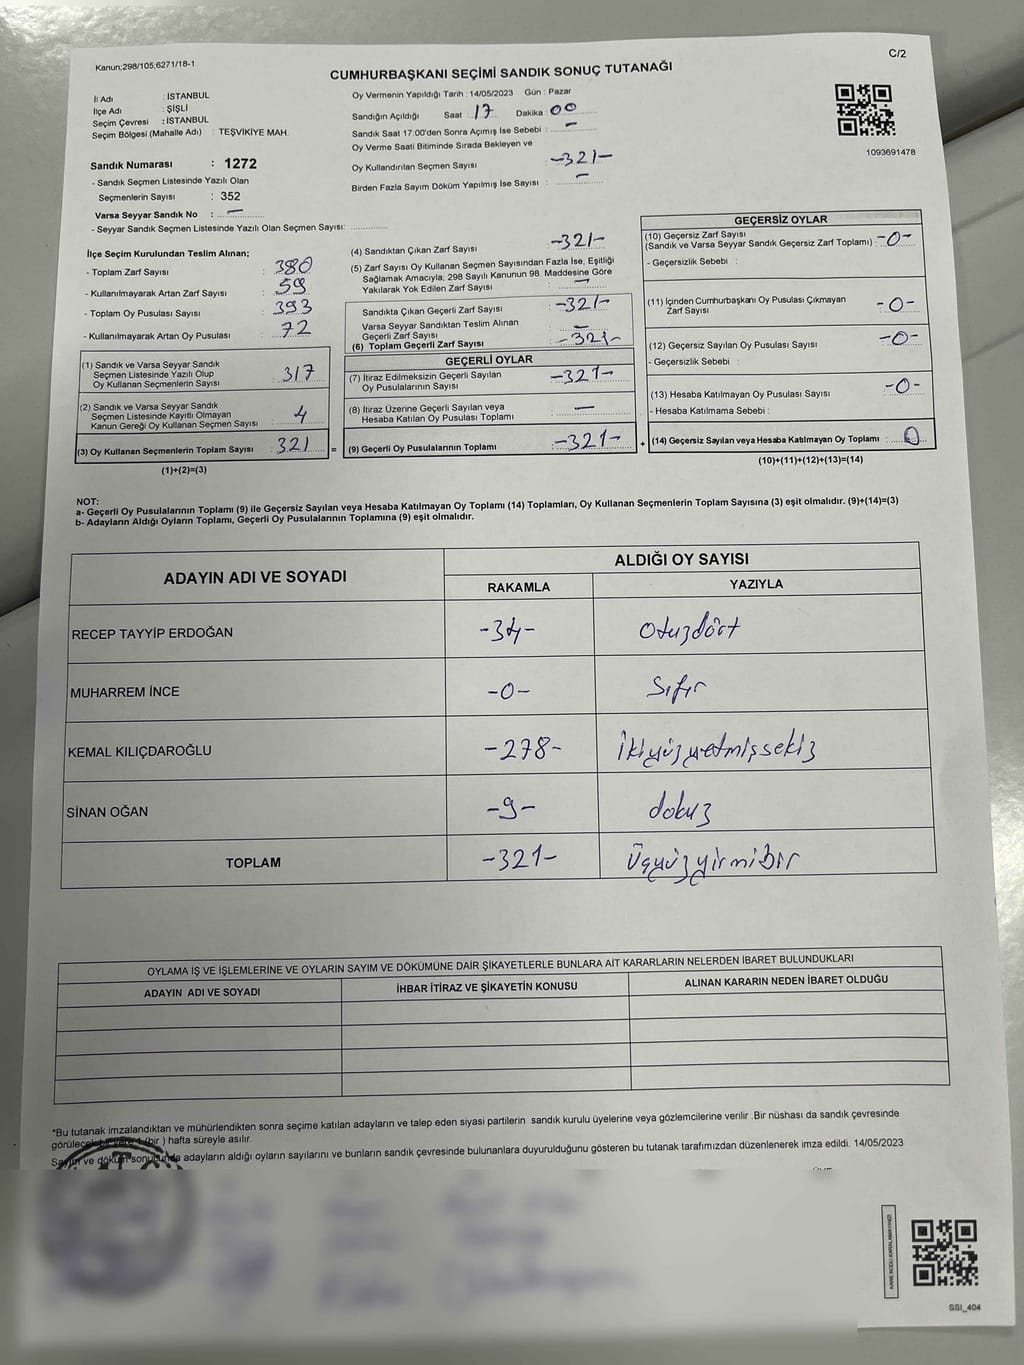 Kanun;298/105;6271/18-1
C/2
CUMHURBAŞKANI SEÇİMİ SANDIK SONUÇ TUTANAĞI
İl Adı : İSTANBUL
İlçe Adı : ŞİŞLİ
Seçim Çevresi : İSTANBUL
Seçim Bölgesi (Mahalle Adı) : TEŞVİKİYE MAH.
Sandık Numarası : 1272
- Sandık Seçmen Listesinde Yazılı Olan
Seçmenlerin Sayısı : 352
Varsa Seyyar Sandık No : —
- Seyyar Sandık Seçmen Listesinde Yazılı Olan Seçmen Sayısı:
Oy Vermenin Yapıldığı Tarih : 14/05/2023 Gün : Pazar
Sandığın Açıldığı Saat : 17 Dakika : 00
Sandık Saat 17:00'den Sonra Açılmış İse Sebebi : —
Oy Verme Saati Bitiminde Sırada Bekleyen ve
Oy Kullandırılan Seçmen Sayısı : -321-
Birden Fazla Sayım Döküm Yapılmış İse Sayısı : —
1093691478
İlçe Seçim Kurulundan Teslim Alınan;
- Toplam Zarf Sayısı : 380
- Kullanılmayarak Artan Zarf Sayısı : 59
- Toplam Oy Pusulası Sayısı : 393
- Kullanılmayarak Artan Oy Pusulası : 72
(1) Sandık ve Varsa Seyyar Sandık
Seçmen Listesinde Yazılı Olup
Oy Kullanan Seçmenlerin Sayısı : 317
(2) Sandık ve Varsa Seyyar Sandık
Seçmen Listesinde Kayıtlı Olmayan
Kanun Gereği Oy Kullanan Seçmen Sayısı : 4
(3) Oy Kullanan Seçmenlerin Toplam Sayısı : 321 =
(1)+(2)=(3)
(4) Sandıktan Çıkan Zarf Sayısı : -321-
(5) Zarf Sayısı Oy Kullanan Seçmen Sayısından Fazla İse, Eşitliği
Sağlamak Amacıyla; 298 Sayılı Kanunun 98. Maddesine Göre
Yakılarak Yok Edilen Zarf Sayısı : —
Sandıkta Çıkan Geçerli Zarf Sayısı : -321-
Varsa Seyyar Sandıktan Teslim Alınan
Geçerli Zarf Sayısı : —
(6) Toplam Geçerli Zarf Sayısı : -321-
GEÇERLİ OYLAR
(7) İtiraz Edilmeksizin Geçerli Sayılan
Oy Pusulalarının Sayısı : -321-
(8) İtiraz Üzerine Geçerli Sayılan veya
Hesaba Katılan Oy Pusulası Toplamı : —
(9) Geçerli Oy Pusulalarının Toplamı : -321- +
GEÇERSİZ OYLAR
(10) Geçersiz Zarf Sayısı
(Sandık ve Varsa Seyyar Sandık Geçersiz Zarf Toplamı) : -0-
- Geçersizlik Sebebi :
(11) İçinden Cumhurbaşkanı Oy Pusulası Çıkmayan
Zarf Sayısı : -0-
(12) Geçersiz Sayılan Oy Pusulası Sayısı : -0-
- Geçersizlik Sebebi :
(13) Hesaba Katılmayan Oy Pusulası Sayısı : -0-
- Hesaba Katılmama Sebebi :
(14) Geçersiz Sayılan veya Hesaba Katılmayan Oy Toplamı : 0
(10)+(11)+(12)+(13)=(14)
NOT:
a- Geçerli Oy Pusulalarının Toplamı (9) ile Geçersiz Sayılan veya Hesaba Katılmayan Oy Toplamı (14) Toplamları, Oy Kullanan Seçmenlerin Toplam Sayısına (3) eşit olmalıdır. (9)+(14)=(3)
b- Adayların Aldığı Oyların Toplamı, Geçerli Oy Pusulalarının Toplamına (9) eşit olmalıdır.
ADAYIN ADI VE SOYADI
ALDIĞI OY SAYISI
RAKAMLA YAZIYLA
RECEP TAYYİP ERDOĞAN -34- Otuzdört
MUHARREM İNCE -0- Sıfır
KEMAL KILIÇDAROĞLU -278- İkiyüzyetmişsekiz
SİNAN OĞAN -9- dokuz
TOPLAM -321- Üçyüzyirmibir
OYLAMA İŞ VE İŞLEMLERİNE VE OYLARIN SAYIM VE DÖKÜMÜNE DAİR ŞİKAYETLERLE BUNLARA AİT KARARLARIN NELERDEN İBARET BULUNDUKLARI
ADAYIN ADI VE SOYADI İHBAR İTİRAZ VE ŞİKAYETİN KONUSU ALINAN KARARIN NEDEN İBARET OLDUĞU
*Bu tutanak imzalandıktan ve mühürlendikten sonra seçime katılan adayların ve talep eden siyasi partilerin sandık kurulu üyelerine veya gözlemcilerine verilir .Bir nüshası da sandık çevresinde
görülecek bir yere 1 (bir ) hafta süreyle asılır.
Sayım ve döküm sonucunda adayların aldığı oyların sayılarını ve bunların sandık çevresinde bulunanlara duyurulduğunu gösteren bu tutanak tarafımızdan düzenlenerek imza edildi. 14/05/2023
SSI_404